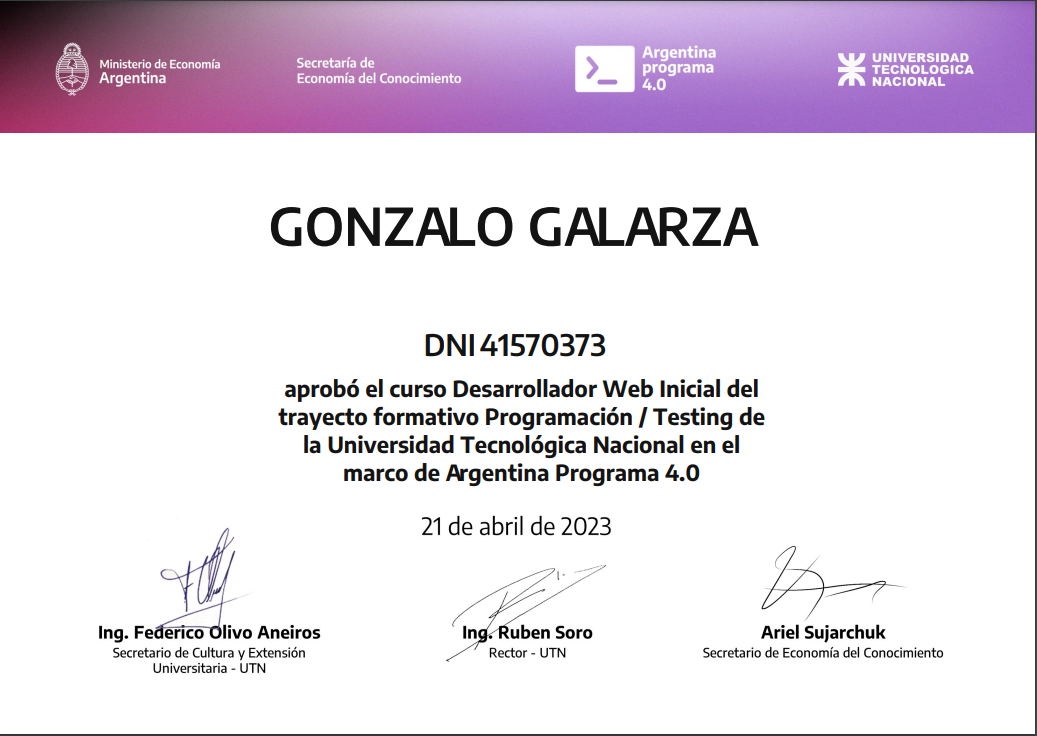 Ministerio de Economía
Argentina
Secretaría de
Economía del Conocimiento
Argentina
programa
4.0
UNIVERSIDAD
TECNOLOGICA
NACIONAL
GONZALO GALARZA
DNI 41570373
aprobó el curso Desarrollador Web Inicial del
trayecto formativo Programación / Testing de
la Universidad Tecnológica Nacional en el
marco de Argentina Programa 4.0
21 de abril de 2023
Ing. Federico Olivo Aneiros
Secretario de Cultura y Extensión
Universitaria - UTN
Ing. Ruben Soro
Rector - UTN
Ariel Sujarchuk
Secretario de Economía del Conocimiento